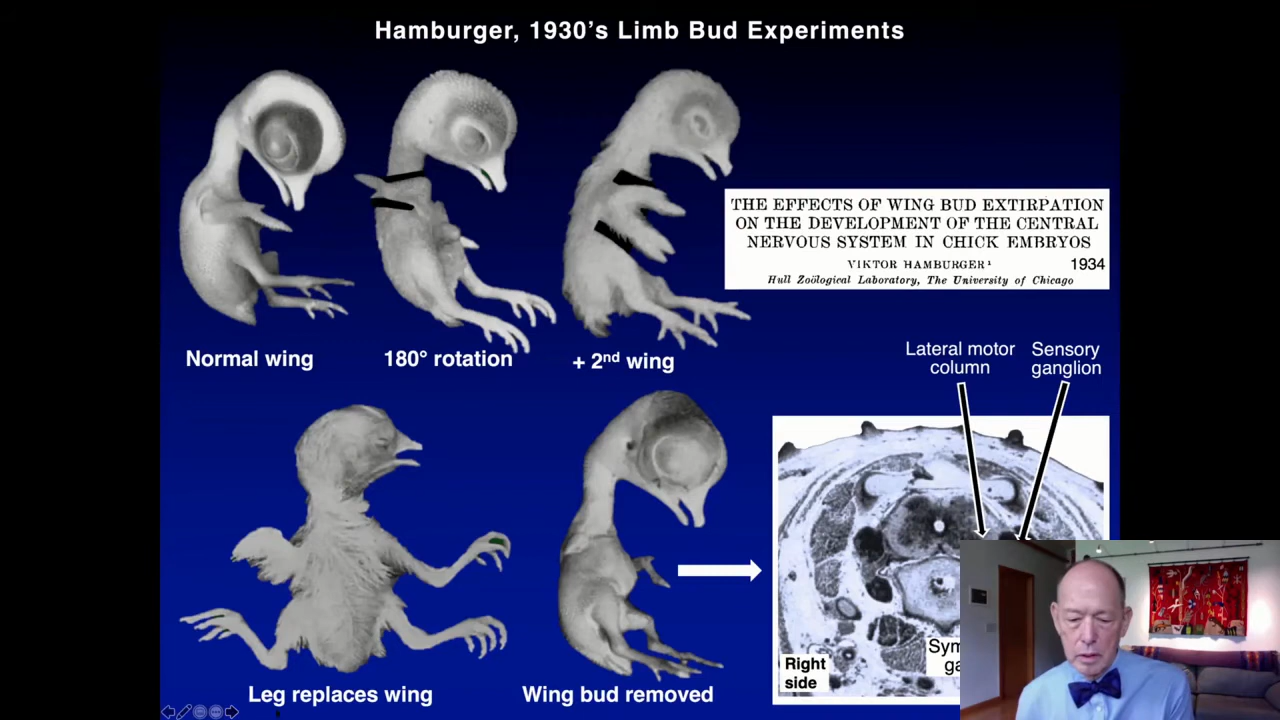 Hamburger, 1930's Limb Bud Experiments
THE EFFECTS OF WING BUD EXTIRPATION
ON THE DEVELOPMENT OF THE CENTRAL
NERVOUS SYSTEM IN CHICK EMBRYOS
VIKTOR HAMBURGER¹ 1934
Hull Zoölogical Laboratory, The University of Chicago
Normal wing
180° rotation
+ 2nd wing
Lateral motor
column
Sensory
ganglion
Leg replaces wing
Wing bud removed
Sym
ga
Right
side